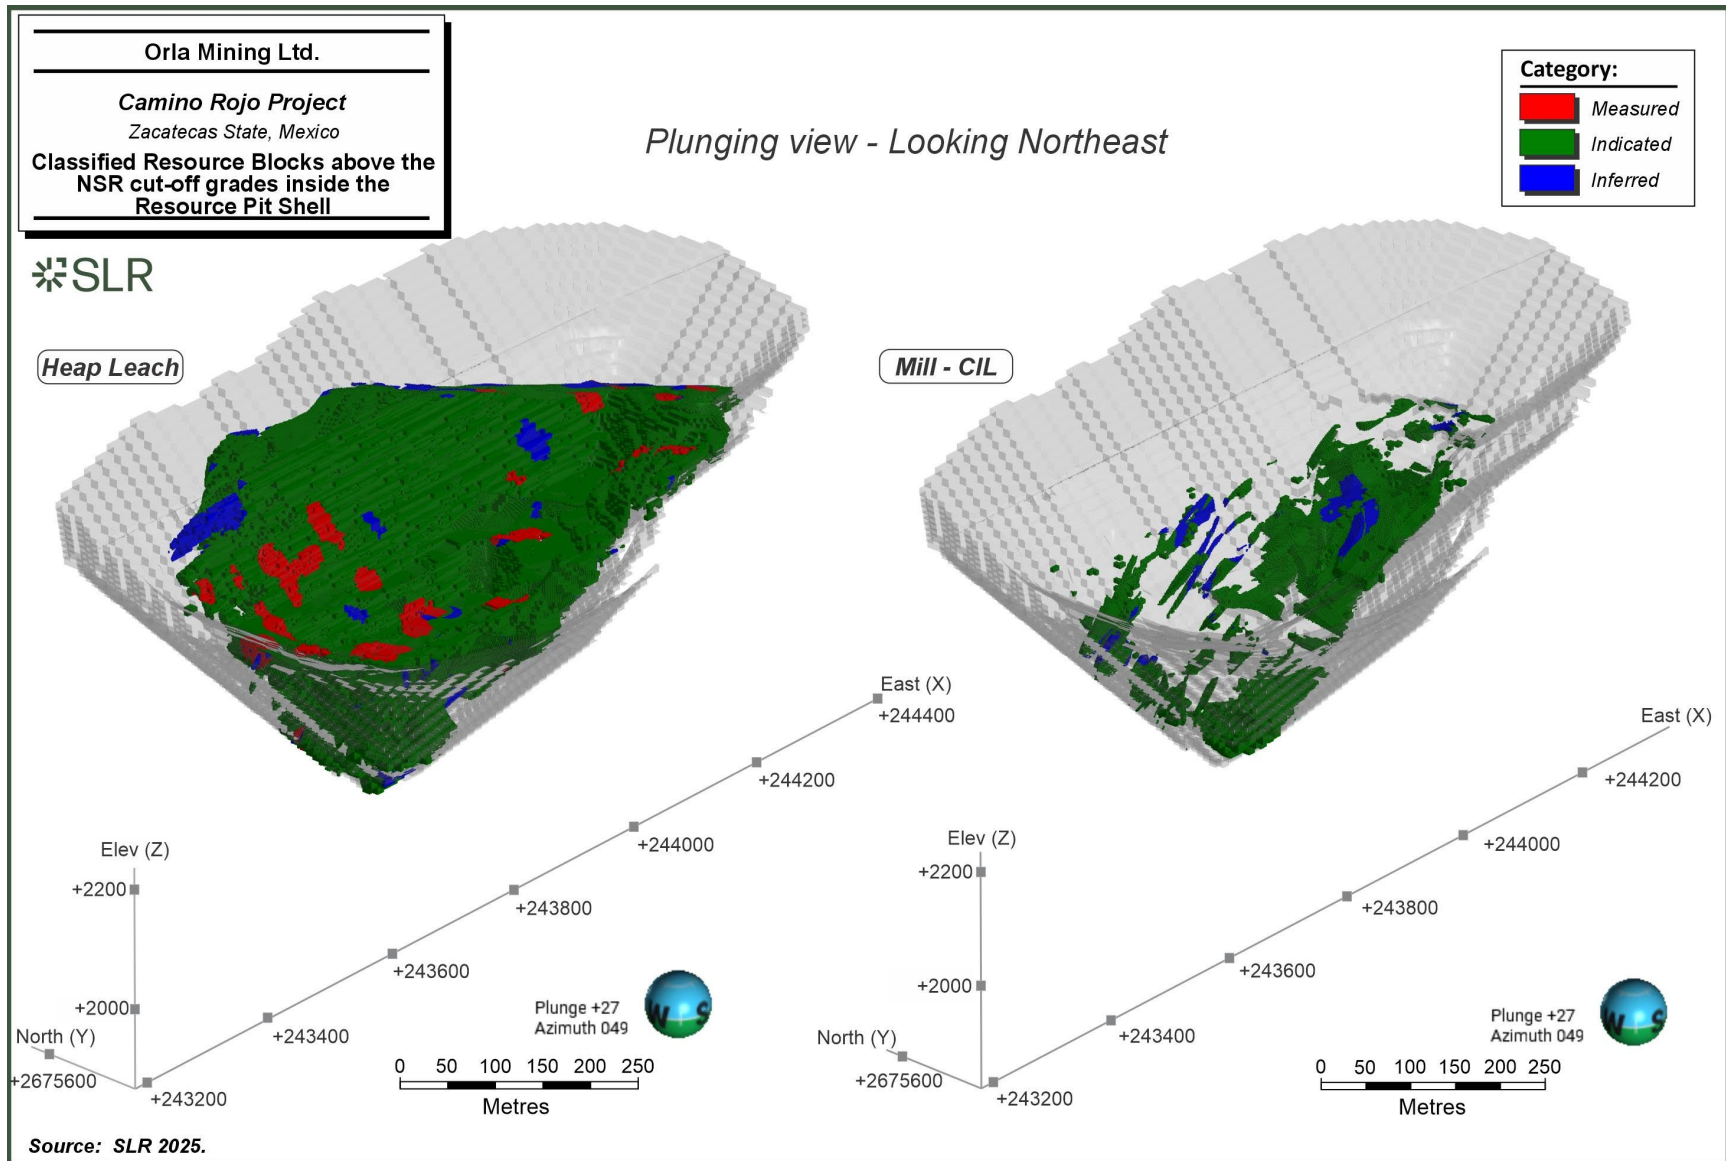 Orla Mining Ltd.
Camino Rojo Project
Zacatecas State, Mexico
Classified Resource Blocks above the
NSR cut-off grades inside the
Resource Pit Shell
SLR
Plunging view - Looking Northeast
Category:
Measured
Indicated
Inferred
Heap Leach
Mill - CIL
East (X)
+244400
+244200
+244000
+243800
+243600
+243400
+243200
Elev (Z)
+2200
+2000
North (Y)
+2675600
Plunge +27
Azimuth 049
W S
0 50 100 150 200 250
Metres
East (X)
+244200
+244000
+243800
+243600
+243400
+243200
Elev (Z)
+2200
+2000
North (Y)
+2675600
Plunge +27
Azimuth 049
W S
0 50 100 150 200 250
Metres
Source: SLR 2025.